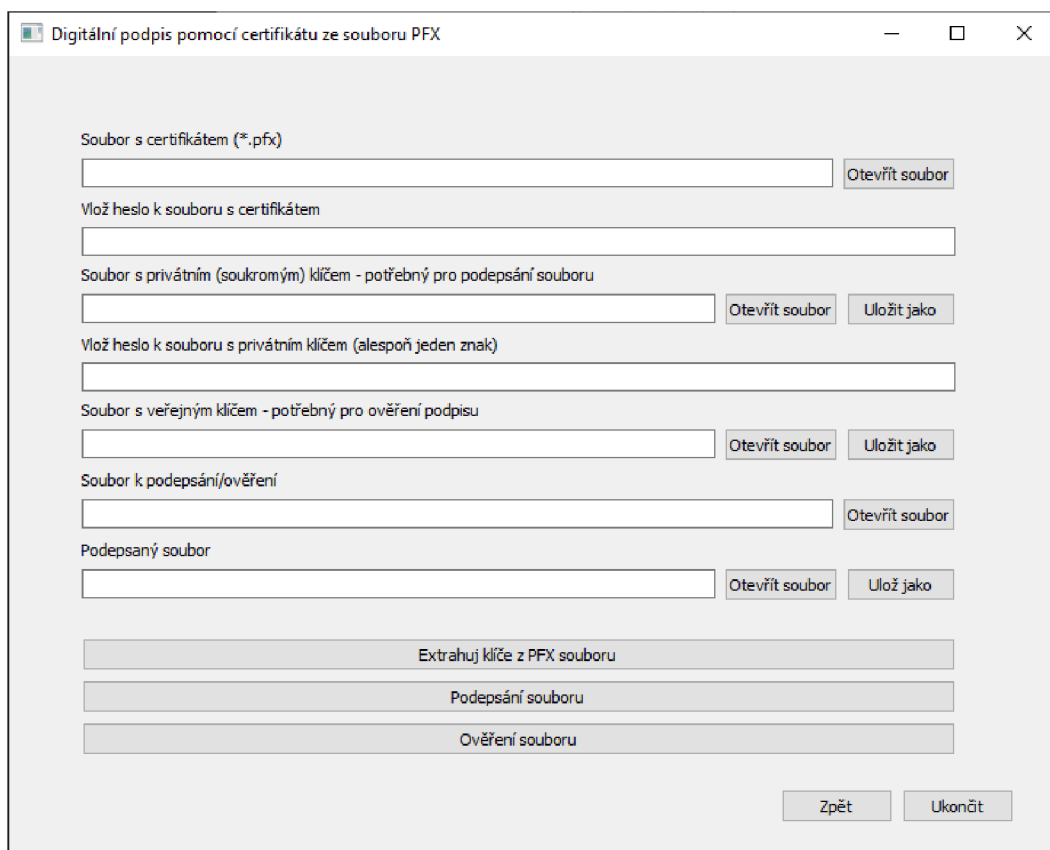 Digitální podpis pomocí certifikátu ze souboru PFX
Soubor s certifikátem (*.pfx)
Otevřít soubor
Vlož heslo k souboru s certifikátem
Soubor s privátním (soukromým) klíčem - potřebný pro podepsání souboru
Otevřít soubor Uložit jako
Vlož heslo k souboru s privátním klíčem (alespoň jeden znak)
Soubor s veřejným klíčem - potřebný pro ověření podpisu
Otevřít soubor Uložit jako
Soubor k podepsání/ověření
Otevřít soubor
Podepsaný soubor
Otevřít soubor Ulož jako
Extrahuj klíče z PFX souboru
Podepsání souboru
Ověření souboru
Zpět Ukončit